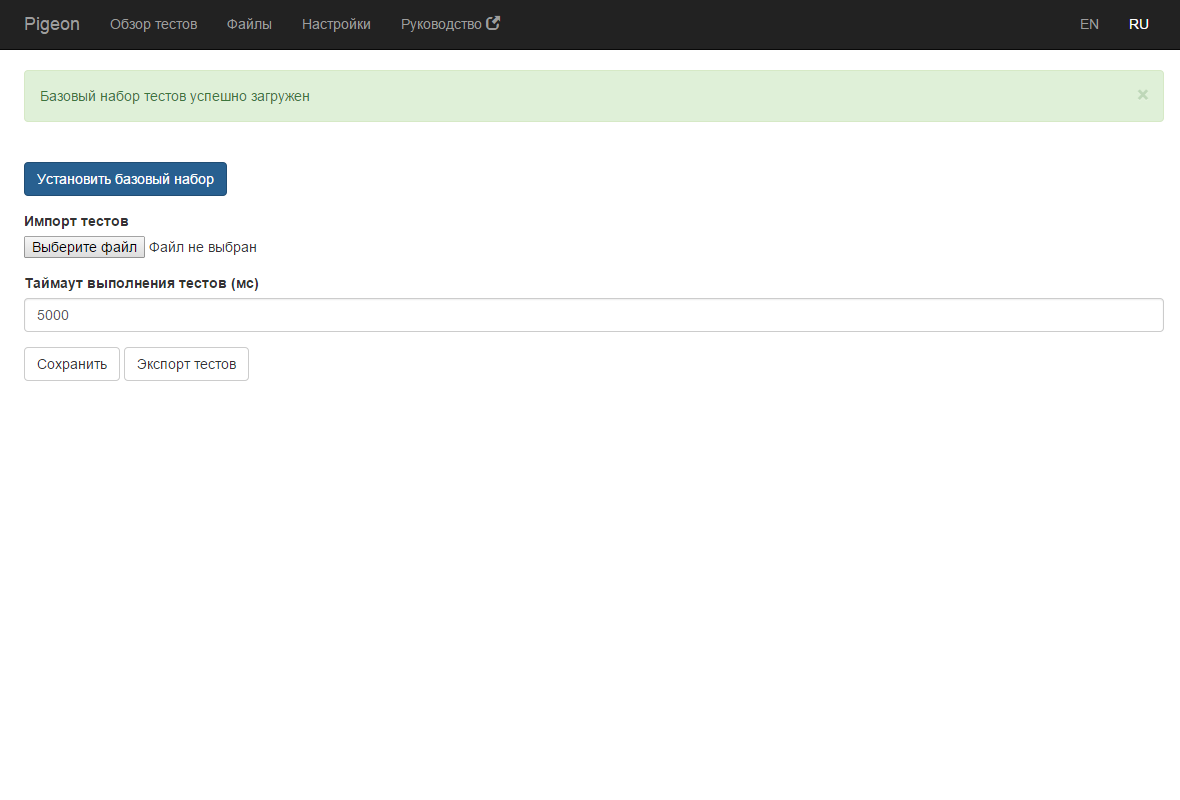 Pigeon Обзор тестов Файлы Настройки Руководство EN RU
Базовый набор тестов успешно загружен ×
Установить базовый набор
Импорт тестов
Выберите файл Файл не выбран
Таймаут выполнения тестов (мс)
5000
Сохранить Экспорт тестов